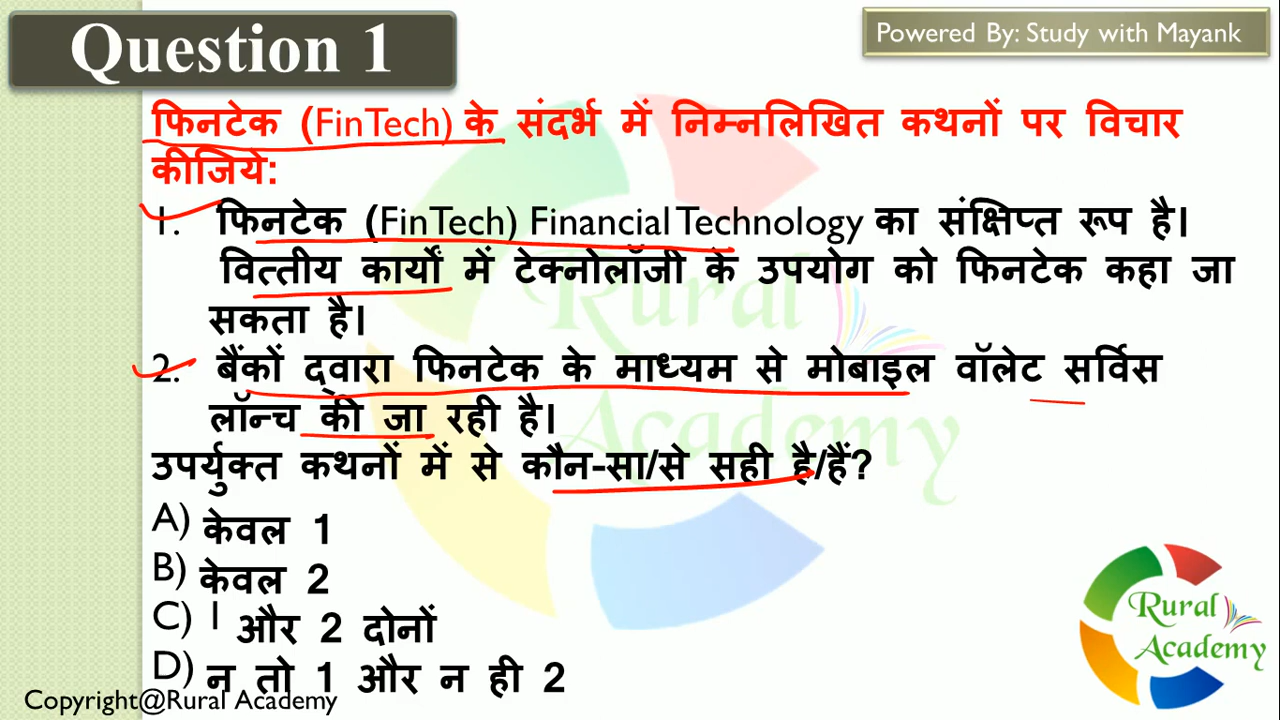 Question 1
Powered By: Study with Mayank
फिनटेक (FinTech) के संदर्भ में निम्नलिखित कथनों पर विचार
कीजिये:
1. फिनटेक (FinTech) Financial Technology का संक्षिप्त रूप है।
वित्तीय कार्यों में टेक्नोलॉजी के उपयोग को फिनटेक कहा जा
सकता है।
2. बैंकों द्वारा फिनटेक के माध्यम से मोबाइल वॉलेट सर्विस
लॉन्च की जा रही है।
उपर्युक्त कथनों में से कौन-सा/से सही है/हैं?
A) केवल 1
B) केवल 2
C) 1 और 2 दोनों
D) न तो 1 और न ही 2
Copyright@Rural Academy
Rural
Academy
Rural
Academy